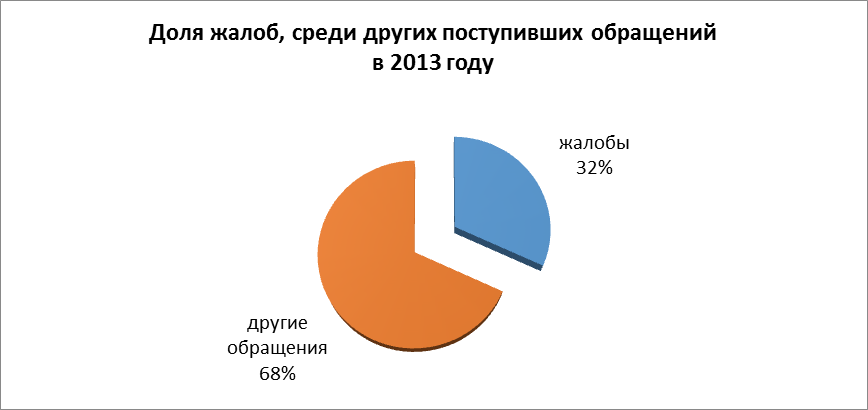 Доля жалоб, среди других поступивших обращений
в 2013 году
жалобы
32%
другие
обращения
68%